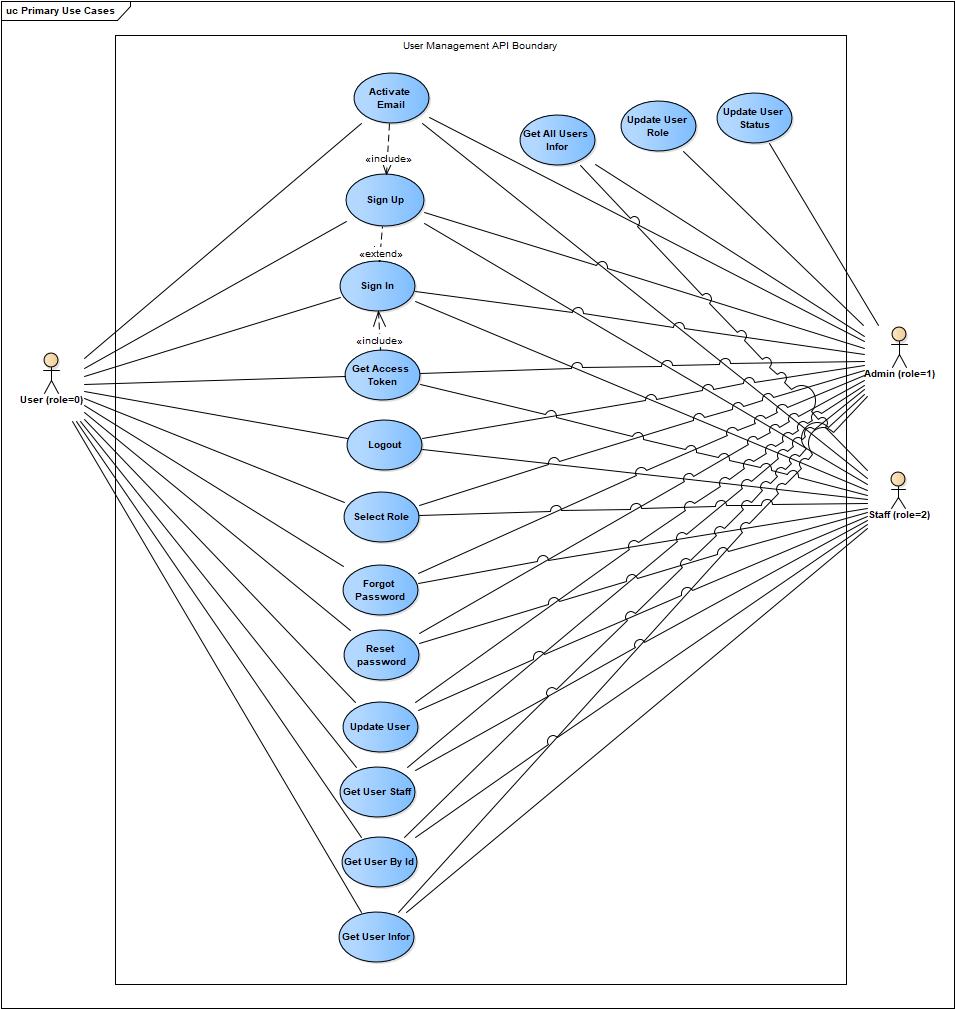 uc Primary Use Cases
User Management API Boundary
Activate
Email
Get All Users
Infor
Update User
Role
Update User
Status
«include»
Sign Up
«extend»
Sign In
«include»
Get Access
Token
User (role=0)
Admin (role=1)
Logout
Select Role
Staff (role=2)
Forgot
Password
Reset
password
Update User
Get User Staff
Get User By Id
Get User Infor